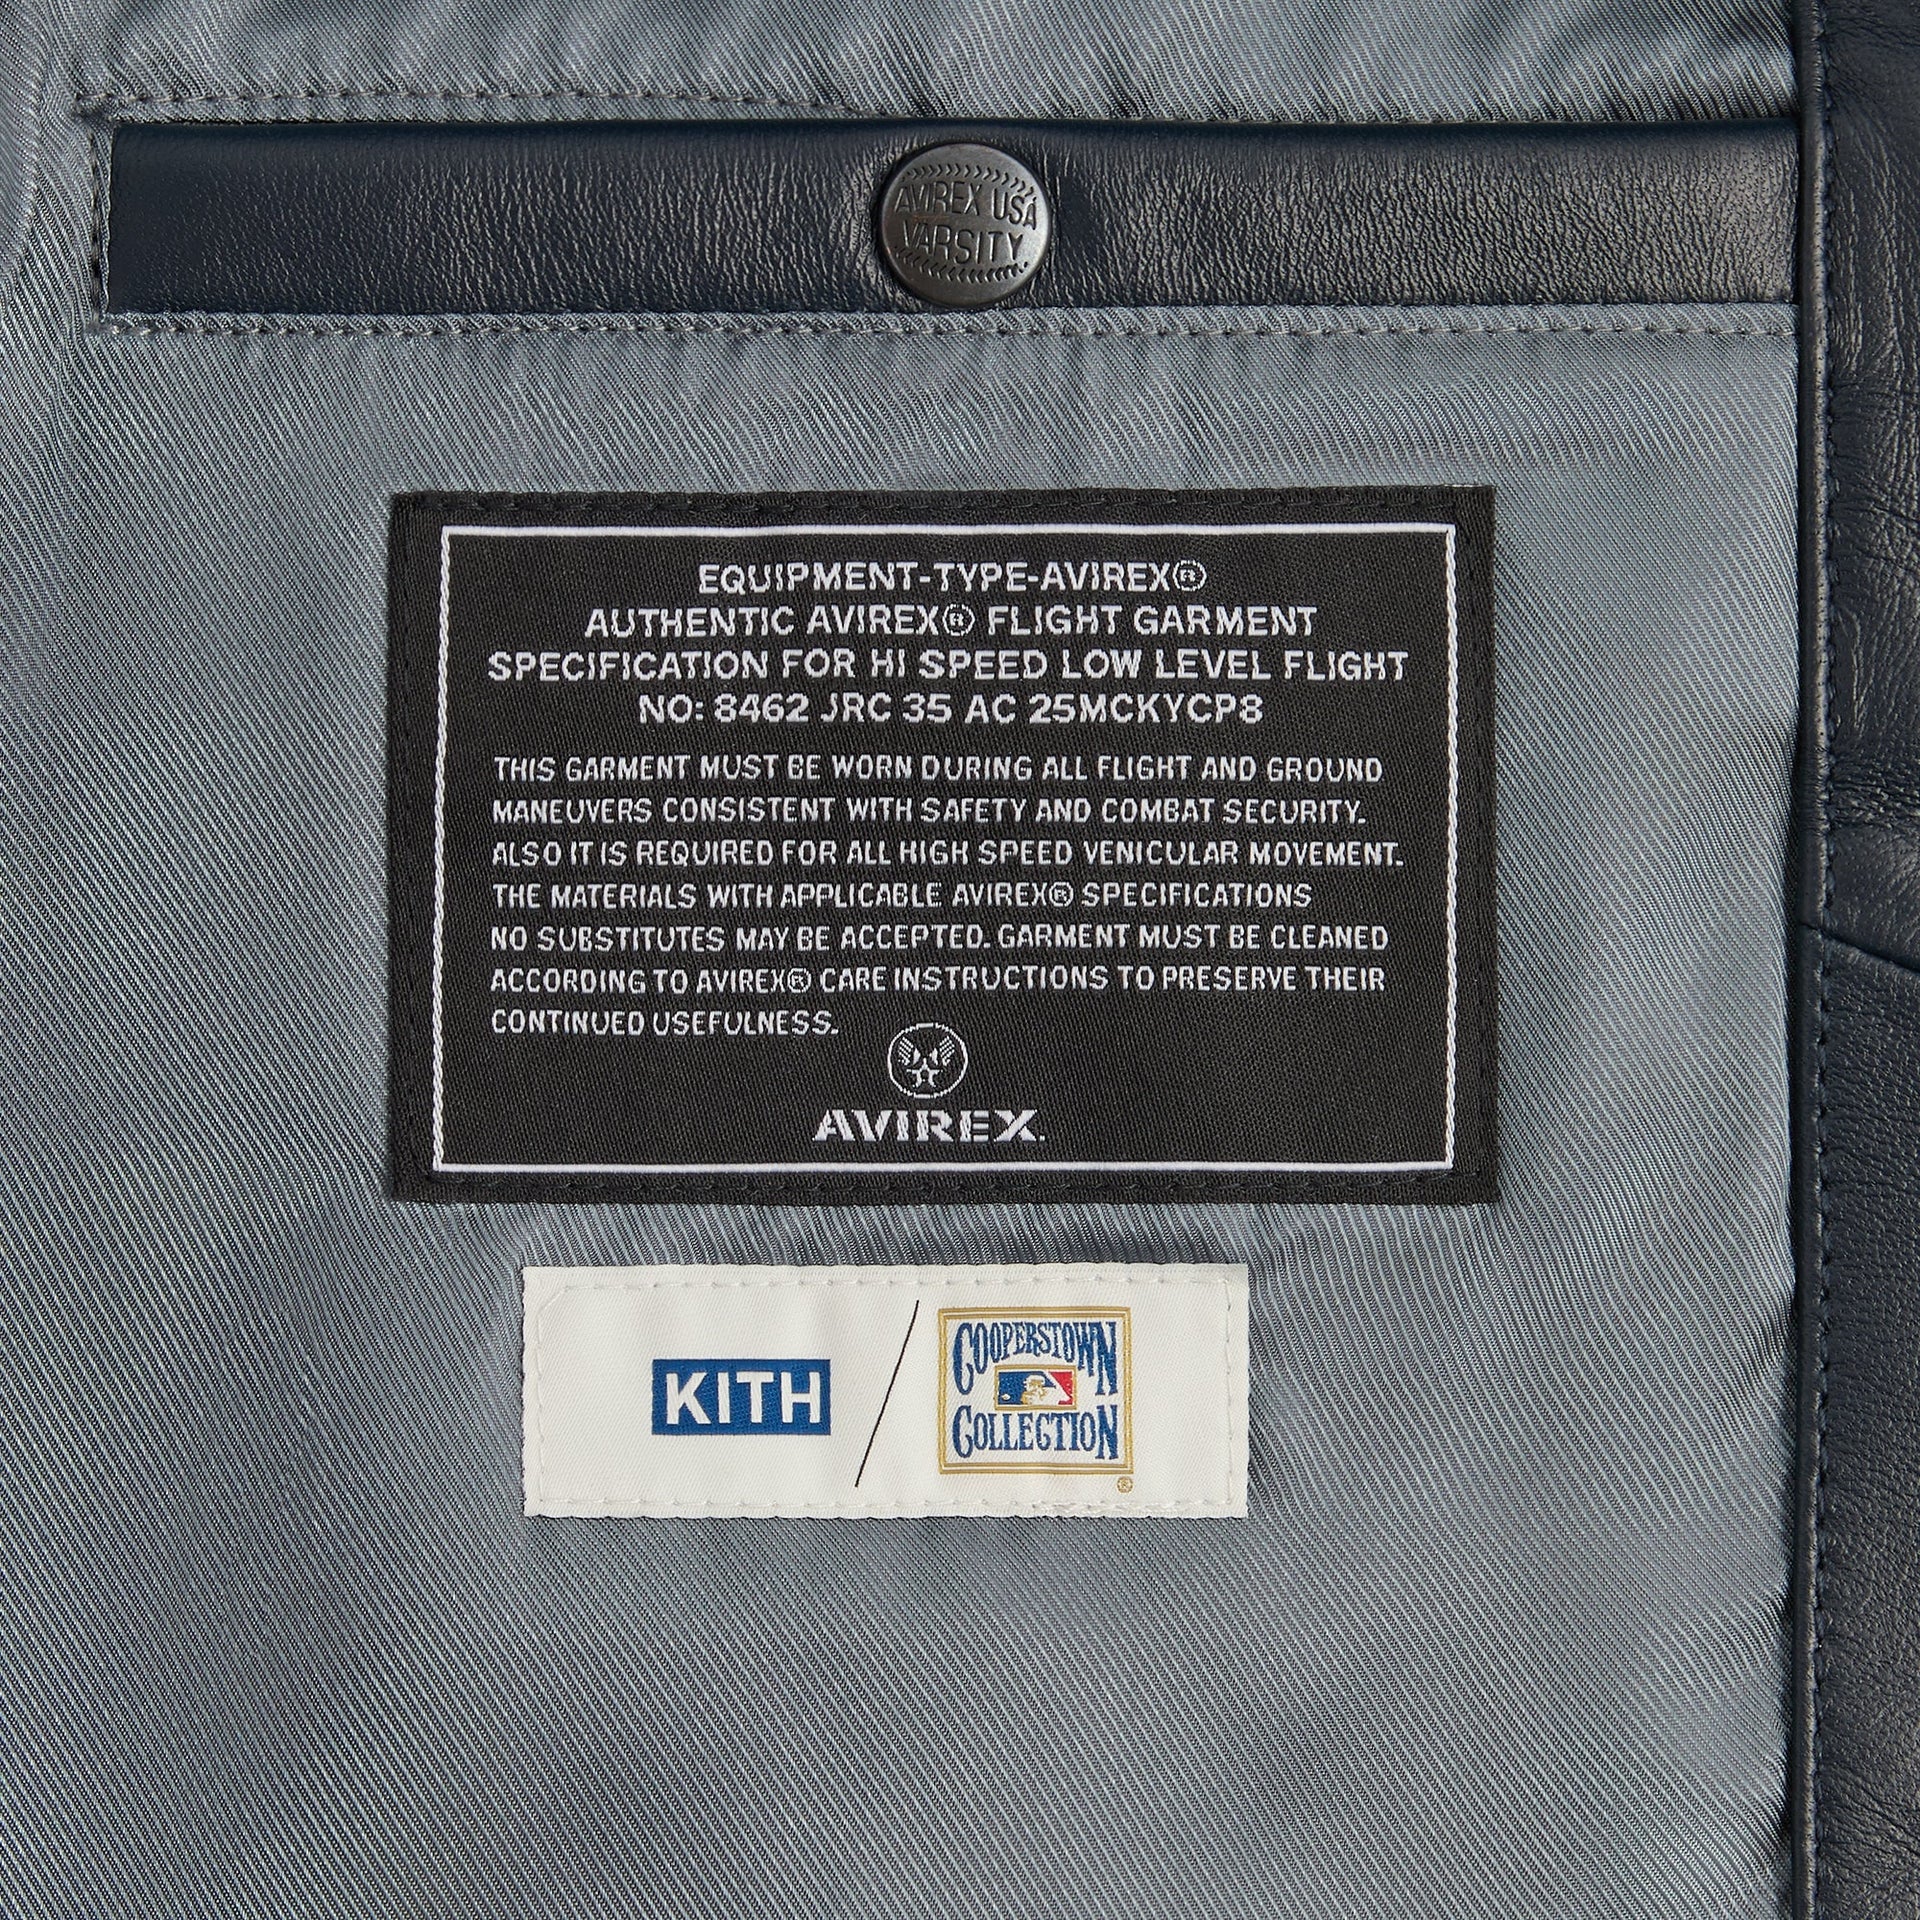 AVIREX USA
VARSITY
EQUIPMENT-TYPE-AVIREX®
AUTHENTIC AVIREX® FLIGHT GARMENT
SPECIFICATION FOR HI SPEED LOW LEVEL FLIGHT
NO: 8462 JRC 35 AC 25MCKYCP8
THIS GARMENT MUST BE WORN DURING ALL FLIGHT AND GROUND
MANEUVERS CONSISTENT WITH SAFETY AND COMBAT SECURITY.
ALSO IT IS REQUIRED FOR ALL HIGH SPEED VENICULAR MOVEMENT.
THE MATERIALS WITH APPLICABLE AVIREX® SPECIFICATIONS
NO SUBSTITUTES MAY BE ACCEPTED. GARMENT MUST BE CLEANED
ACCORDING TO AVIREX® CARE INSTRUCTIONS TO PRESERVE THEIR
CONTINUED USEFULNESS.
AVIREX.
KITH /
COOPERSTOWN
COLLECTION
®